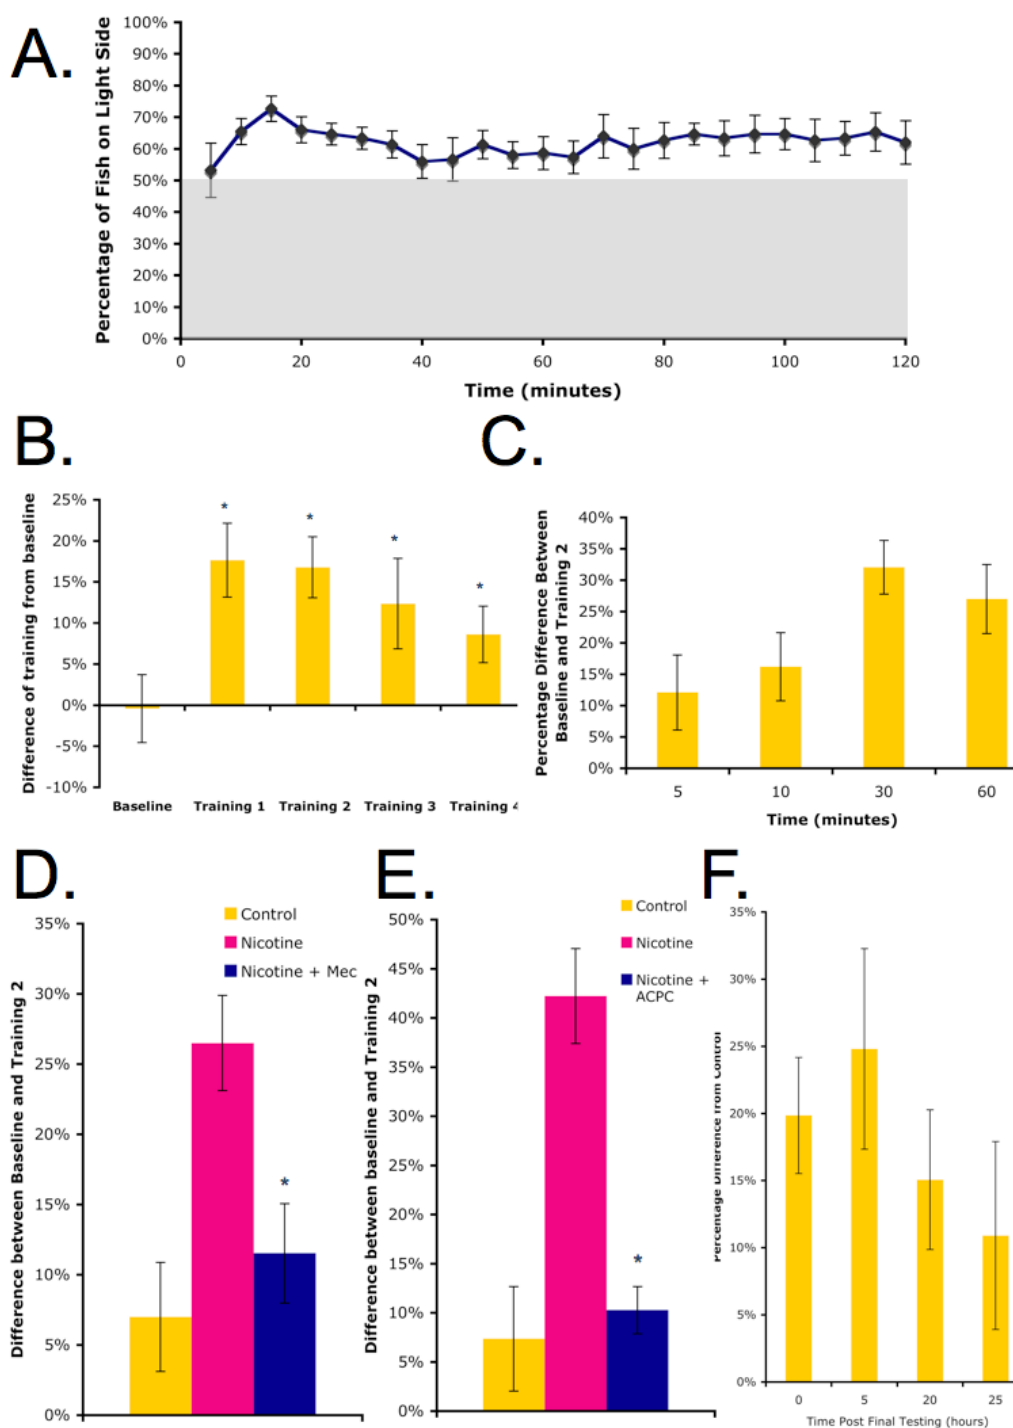 A.
Percentage of Fish on Light Side
100%
90%
80%
70%
60%
50%
40%
30%
20%
10%
0%
0 20 40 60 80 100 120
Time (minutes)
B.
Difference of training from baseline
25%
20%
15%
10%
5%
0%
-5%
-10%
* * * *
Baseline Training 1 Training 2 Training 3 Training 4
C.
Percentage Difference Between
Baseline and Training 2
40%
35%
30%
25%
20%
15%
10%
5%
0%
5 10 30 60
Time (minutes)
D.
Difference between Baseline and Training 2
35%
30%
25%
20%
15%
10%
5%
0%
Control
Nicotine
Nicotine + Mec
*
E.
Difference between baseline and Training 2
50%
45%
40%
35%
30%
25%
20%
15%
10%
5%
0%
Control
Nicotine
Nicotine +
ACPC
*
F.
Percentage Difference from Control
35%
30%
25%
20%
15%
10%
5%
0%
0 5 20 25
Time Post Final Testing (hours)